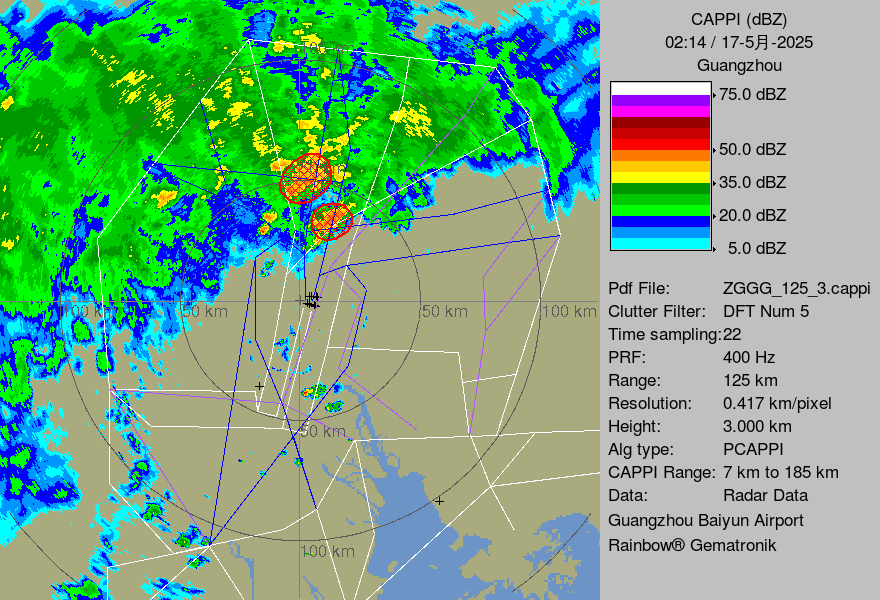 CAPPI (dBZ)
02:14 / 17-5月-2025
Guangzhou
75.0 dBZ
50.0 dBZ
35.0 dBZ
20.0 dBZ
5.0 dBZ
Pdf File: ZGGG_125_3.cappi
Clutter Filter: DFT Num 5
Time sampling:22
PRF: 400 Hz
Range: 125 km
Resolution: 0.417 km/pixel
Height: 3.000 km
Alg type: PCAPPI
CAPPI Range: 7 km to 185 km
Data: Radar Data
Guangzhou Baiyun Airport
Rainbow® Gematronik
100 km
50 km
50 km
100 km
50 km
100 km